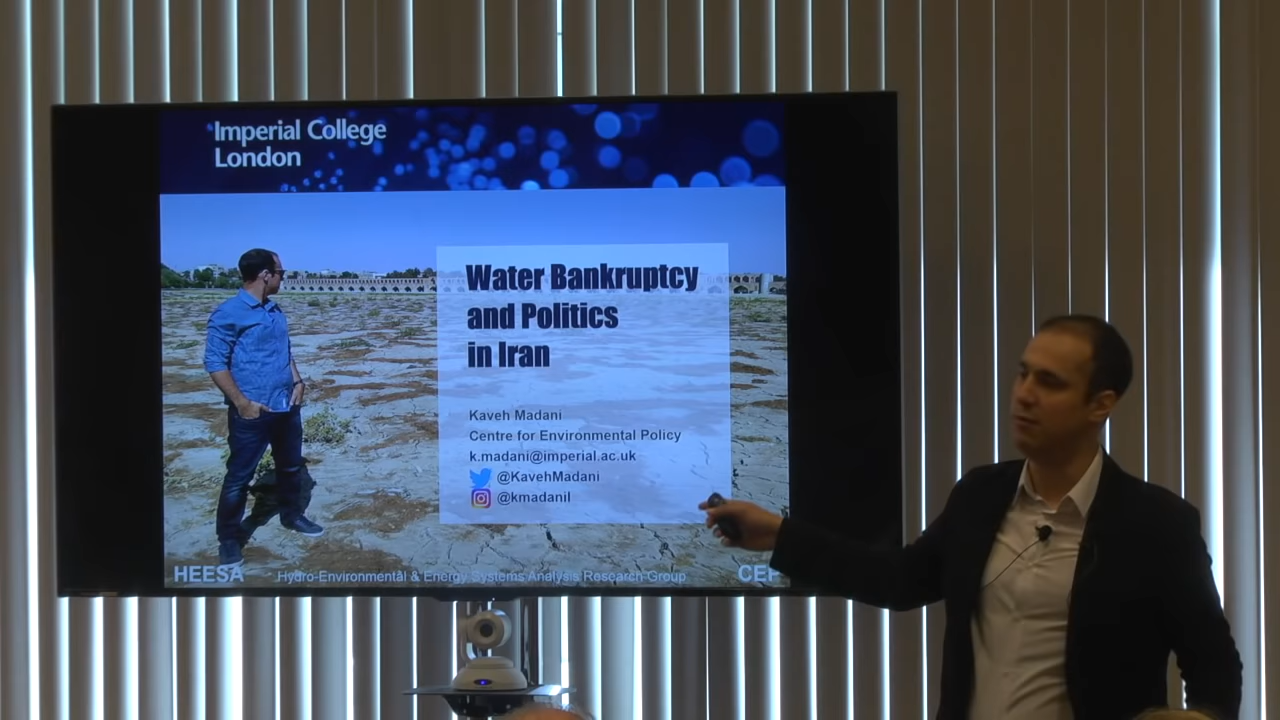 Imperial College
London
Water Bankruptcy
and Politics
in Iran
Kaveh Madani
Centre for Environmental Policy
k.madani@imperial.ac.uk
@KavehMadani
@kmadanil
HEESA
Hydro-Environmental & Energy Systems Analysis Research Group
CEP